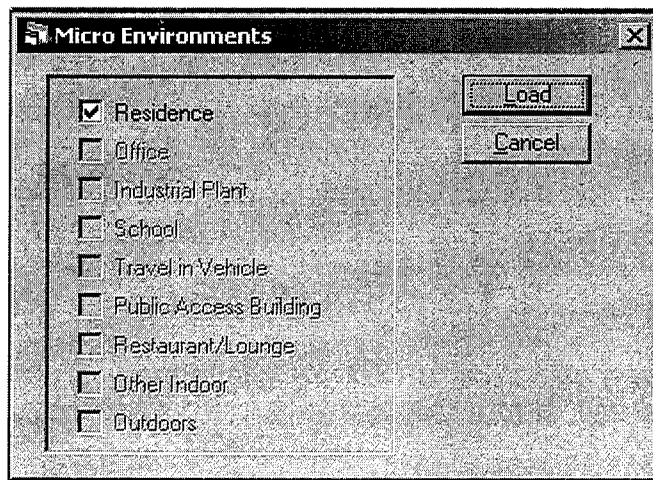 Micro Environments
Load
Cancel
Residence
Office
Industrial Plant
School
Travel in Vehicle
Public Access Building
Restaurant/Lounge
Other Indoor
Outdoors